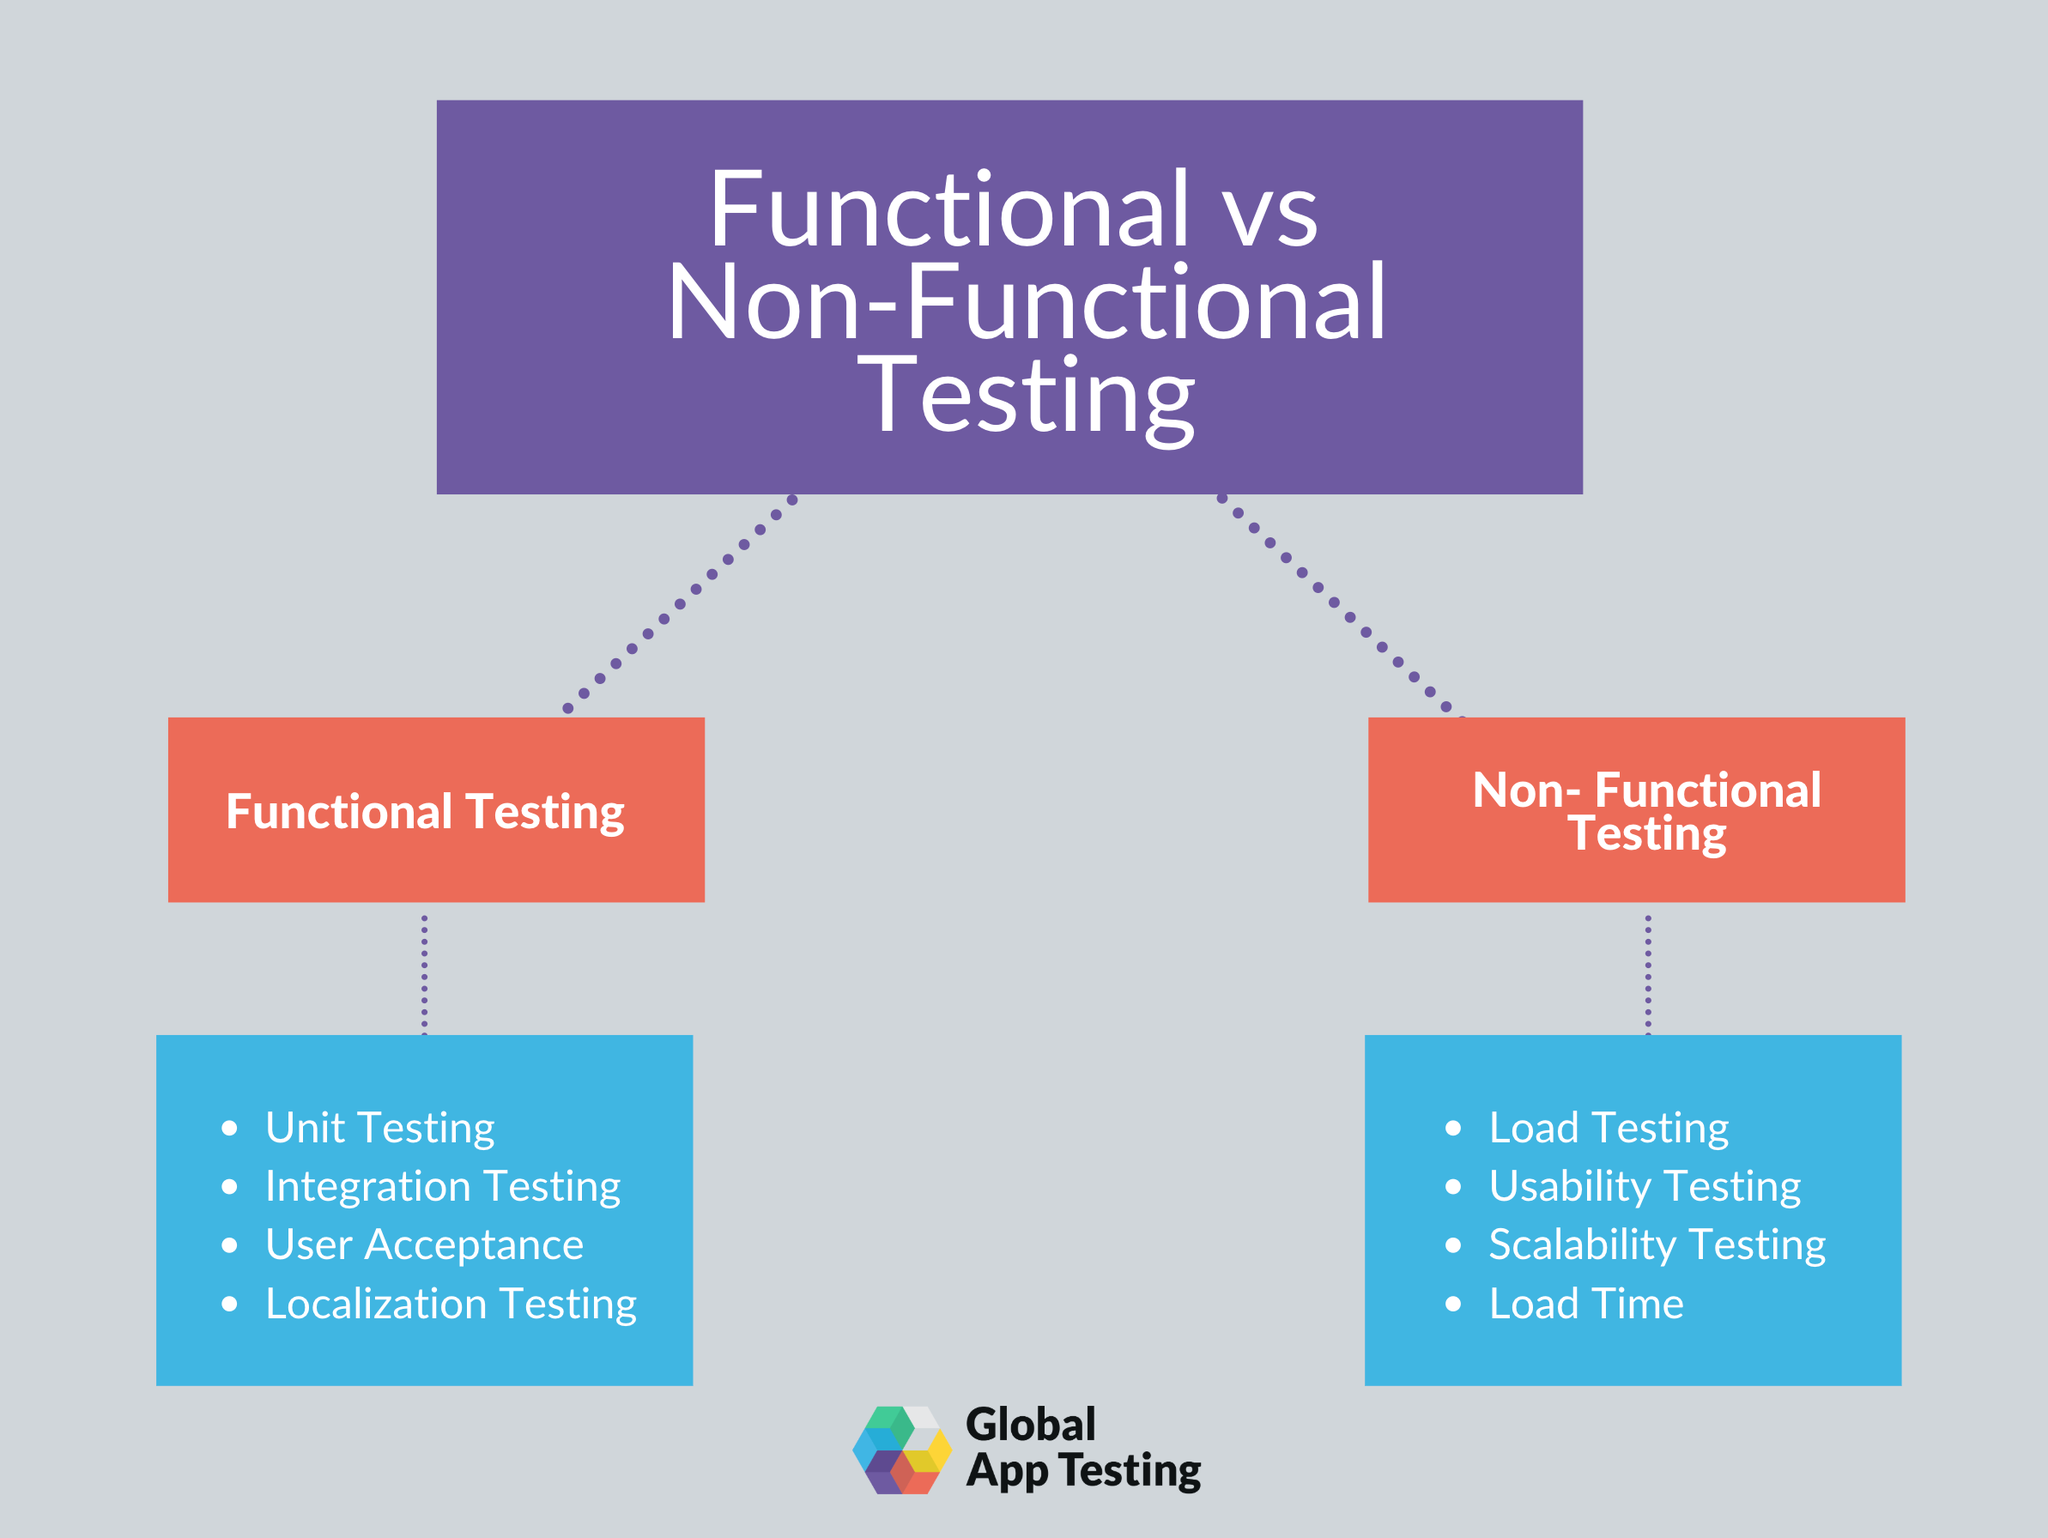 Functional vs
Non-Functional
Testing
Functional Testing
Non- Functional
Testing
Unit Testing
Integration Testing
User Acceptance
Localization Testing
Load Testing
Usability Testing
Scalability Testing
Load Time
Global
App Testing